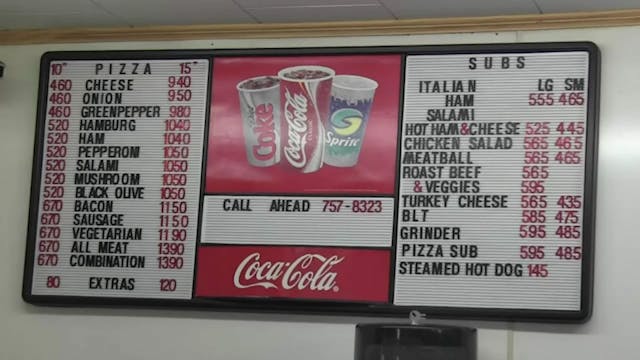 10" PIZZA 15"
460 CHEESE 940
460 ONION 950
460 GREENPEPPER 980
520 HAMBURG 1040
520 HAM 1040
520 PEPPERONI 1050
520 SALAMI 1050
520 MUSHROOM 1050
520 BLACK OLIVE 1050
670 BACON 1150
670 SAUSAGE 1150
670 VEGETARIAN 1190
670 ALL MEAT 1390
670 COMBINATION 1390
80 EXTRAS 120
Coke
Coca-Cola
Sprite
CALL AHEAD 757-8323
Coca-Cola
SUBS
ITALIAN LG SM
HAM 555 465
SALAMI
HOT HAM&CHEESE 525 445
CHICKEN SALAD 565 465
MEATBALL 565 465
ROAST BEEF 565
& VEGGIES 595
TURKEY CHEESE 565 435
BLT 585 475
GRINDER 595 485
PIZZA SUB 595 485
STEAMED HOT DOG 145